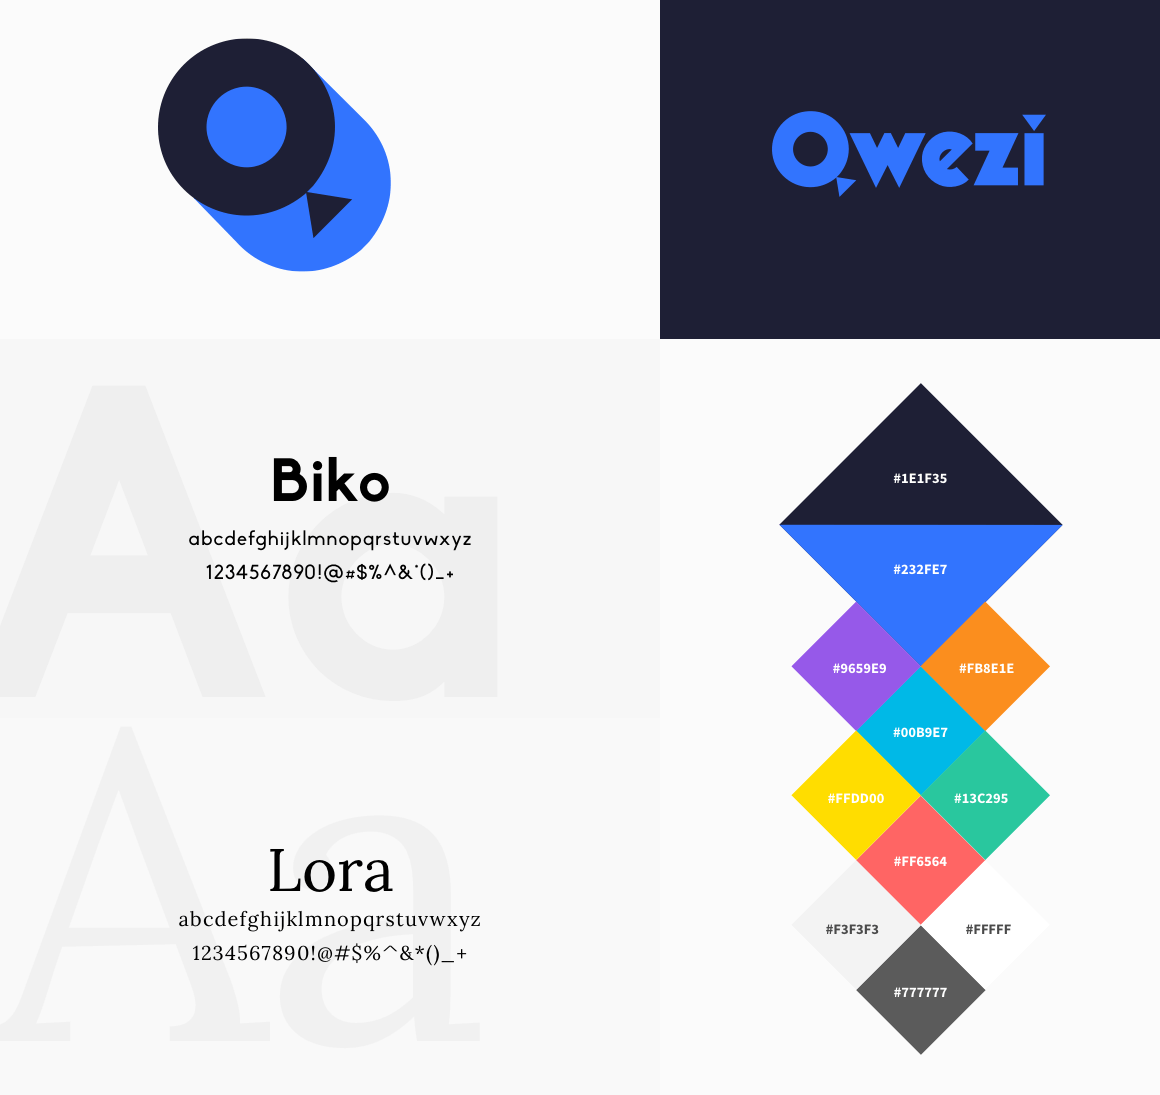 Qwezi
Aa
Biko
abcdefghijklmnopqrstuvwxyz
1234567890!@#$%^&*()_+
Aa
Lora
abcdefghijklmnopqrstuvwxyz
1234567890!@#$%^&*()_+
#1E1F35
#232FE7
#9659E9
#FB8E1E
#00B9E7
#FFDD00
#13C295
#FF6564
#F3F3F3
#FFFFF
#777777